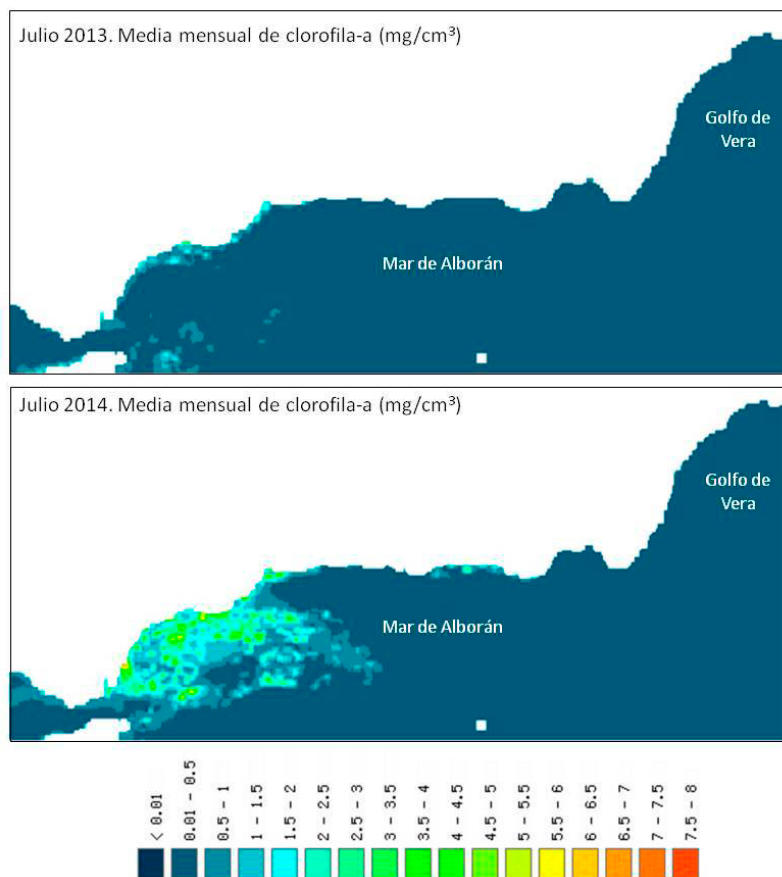 Julio 2013. Media mensual de clorofila-a (mg/cm³)
Golfo de
Vera
Mar de Alborán
Julio 2014. Media mensual de clorofila-a (mg/cm³)
Golfo de
Vera
Mar de Alborán
< 0.01
0.01 - 0.5
0.5 - 1
1 - 1.5
1.5 - 2
2 - 2.5
2.5 - 3
3 - 3.5
3.5 - 4
4 - 4.5
4.5 - 5
5 - 5.5
5.5 - 6
6 - 6.5
6.5 - 7
7 - 7.5
7.5 - 8